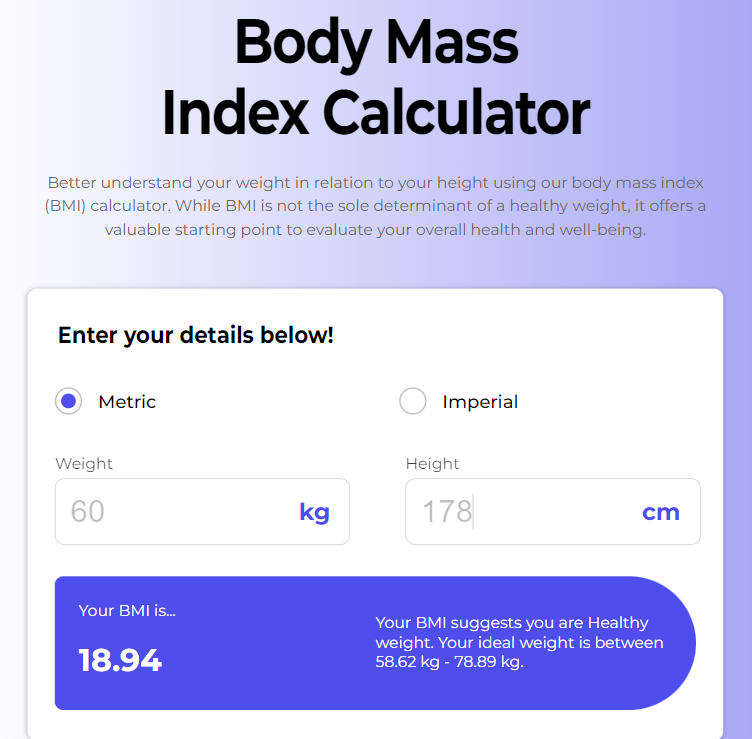 Body Mass
Index Calculator
Better understand your weight in relation to your height using our body mass index
(BMI) calculator. While BMI is not the sole determinant of a healthy weight, it offers a
valuable starting point to evaluate your overall health and well-being.
Enter your details below!
Metric
Imperial
Weight
Height
60
kg
178
cm
Your BMI is...
18.94
Your BMI suggests you are Healthy
weight. Your ideal weight is between
58.62 kg - 78.89 kg.